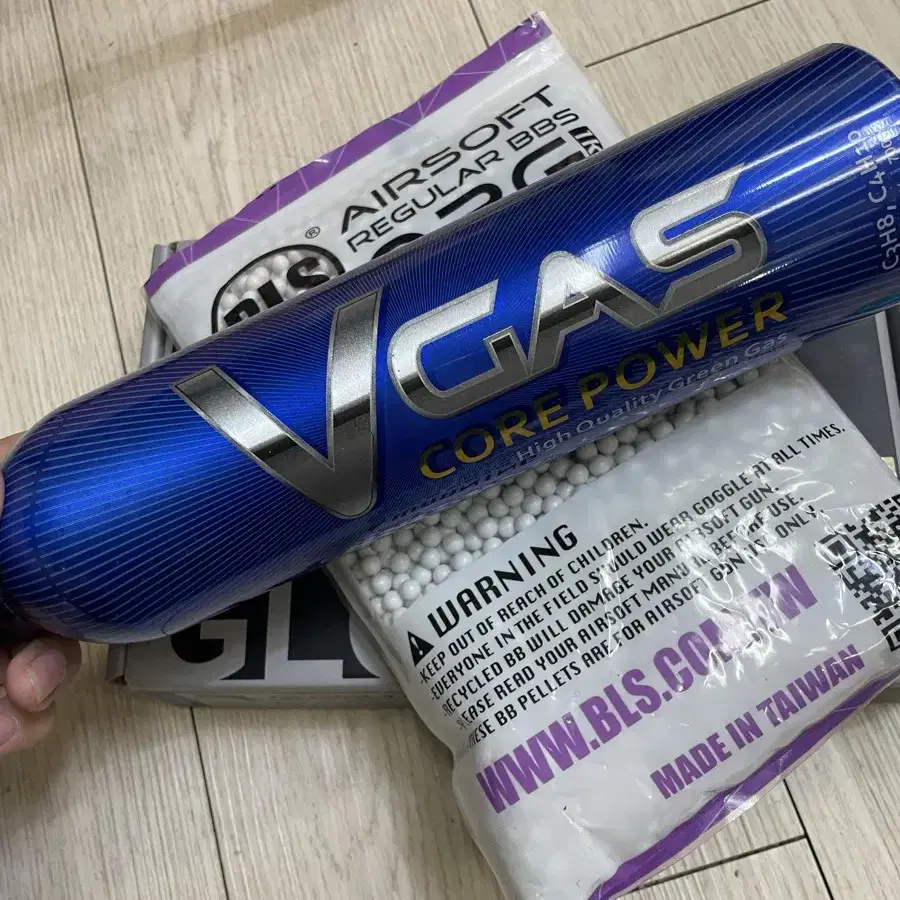 BLS®
AIRSOFT
REGULAR BBS
VGAS
CORE POWER
High Quality Green Gas
C3H8, C4H10
WARNING
-KEEP OUT OF REACH OF CHILDREN.
-EVERYONE IN THE FIELD SHOULD WEAR GOGGLE AT ALL TIMES.
-RECYCLED BB WILL DAMAGE YOUR AIRSOFT GUN.
-PLEASE READ YOUR AIRSOFT MANUAL BEFORE USE.
-THESE BB PELLETS ARE FOR AIRSOFT GUN USE ONLY.
WWW.BLS.COM.TW
MADE IN TAIWAN